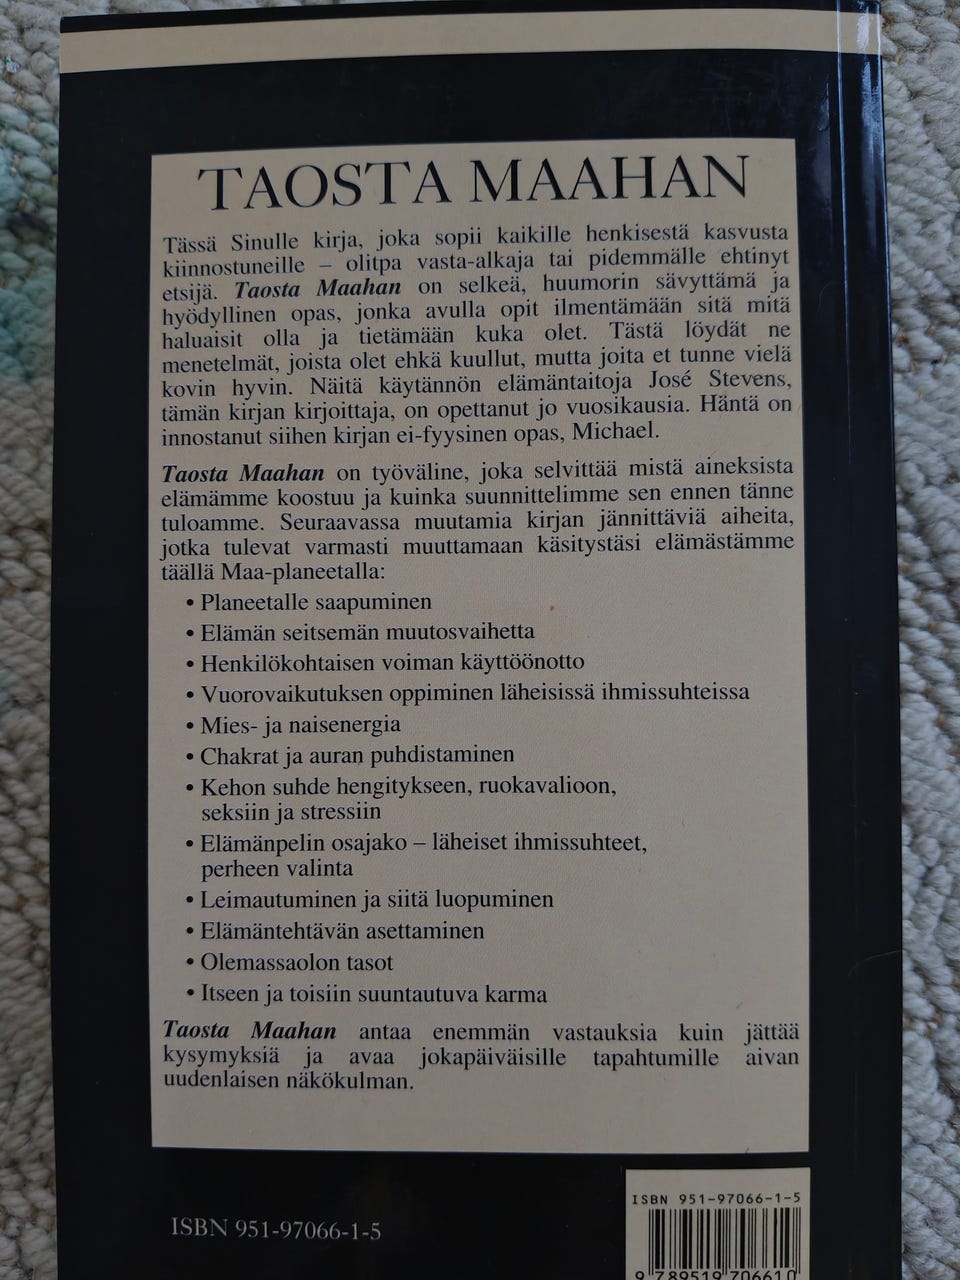 TAOSTA MAAHAN
Tässä Sinulle kirja, joka sopii kaikille henkisestä kasvusta
kiinnostuneille – olitpa vasta-alkaja tai pidemmälle ehtinyt
etsijä. Taosta Maahan on selkeä, huumorin sävyttämä ja
hyödyllinen opas, jonka avulla opit ilmentämään sitä mitä
haluaisit olla ja tietämään kuka olet. Tästä löydät ne
menetelmät, joista olet ehkä kuullut, mutta joita et tunne vielä
kovin hyvin. Näitä käytännön elämäntaitoja José Stevens,
tämän kirjan kirjoittaja, on opettanut jo vuosikausia. Häntä on
innostanut siihen kirjan ei-fyysinen opas, Michael.
Taosta Maahan on työväline, joka selvittää mistä aineksista
elämämme koostuu ja kuinka suunnittelimme sen ennen tänne
tuloamme. Seuraavassa muutamia kirjan jännittäviä aiheita,
jotka tulevat varmasti muuttamaan käsitystäsi elämästämme
täällä Maa-planeetalla:
• Planeetalle saapuminen
• Elämän seitsemän muutosvaihetta
• Henkilökohtaisen voiman käyttöönotto
• Vuorovaikutuksen oppiminen läheisissä ihmissuhteissa
• Mies- ja naisenergia
• Chakrat ja auran puhdistaminen
• Kehon suhde hengitykseen, ruokavalioon,
seksiin ja stressiin
• Elämänpelin osajako – läheiset ihmissuhteet,
perheen valinta
• Leimautuminen ja siitä luopuminen
• Elämäntehtävän asettaminen
• Olemassaolon tasot
• Itseen ja toisiin suuntautuva karma
Taosta Maahan antaa enemmän vastauksia kuin jättää
kysymyksiä ja avaa jokapäiväisille tapahtumille aivan
uudenlaisen näkökulman.
ISBN 951-97066-1-5
ISBN 951-97066-1-5
9 789519 706610